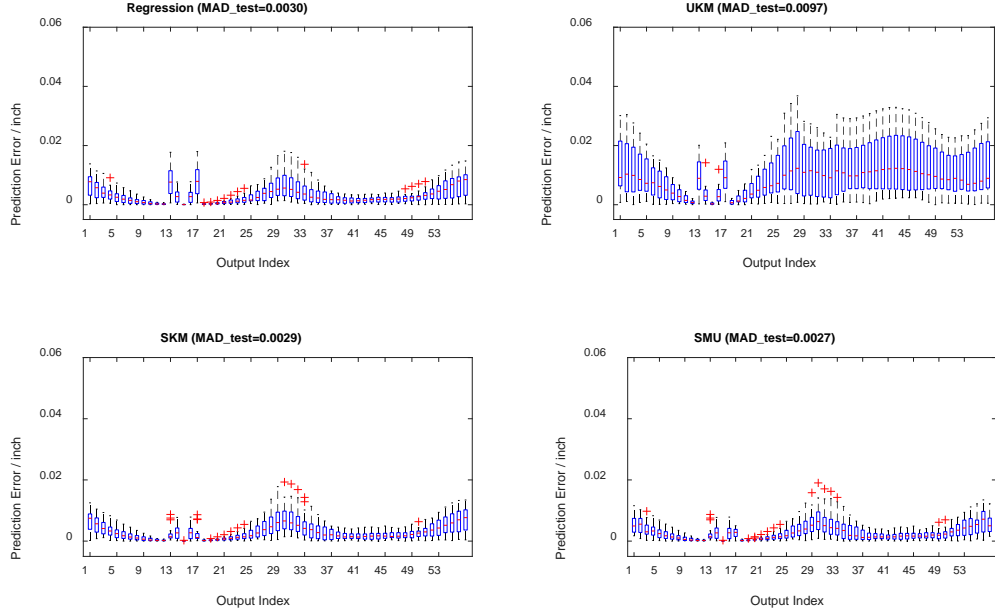 Regression (MAD_test=0.0030)
0.06
0.04
0.02
0
Prediction Error / inch
1 5 9 13 17 21 25 29 33 37 41 45 49 53
Output Index
UKM (MAD_test=0.0097)
0.06
0.04
0.02
0
Prediction Error / inch
1 5 9 13 17 21 25 29 33 37 41 45 49 53
Output Index
SKM (MAD_test=0.0029)
0.06
0.04
0.02
0
Prediction Error / inch
1 5 9 13 17 21 25 29 33 37 41 45 49 53
Output Index
SMU (MAD_test=0.0027)
0.06
0.04
0.02
0
Prediction Error / inch
1 5 9 13 17 21 25 29 33 37 41 45 49 53
Output Index